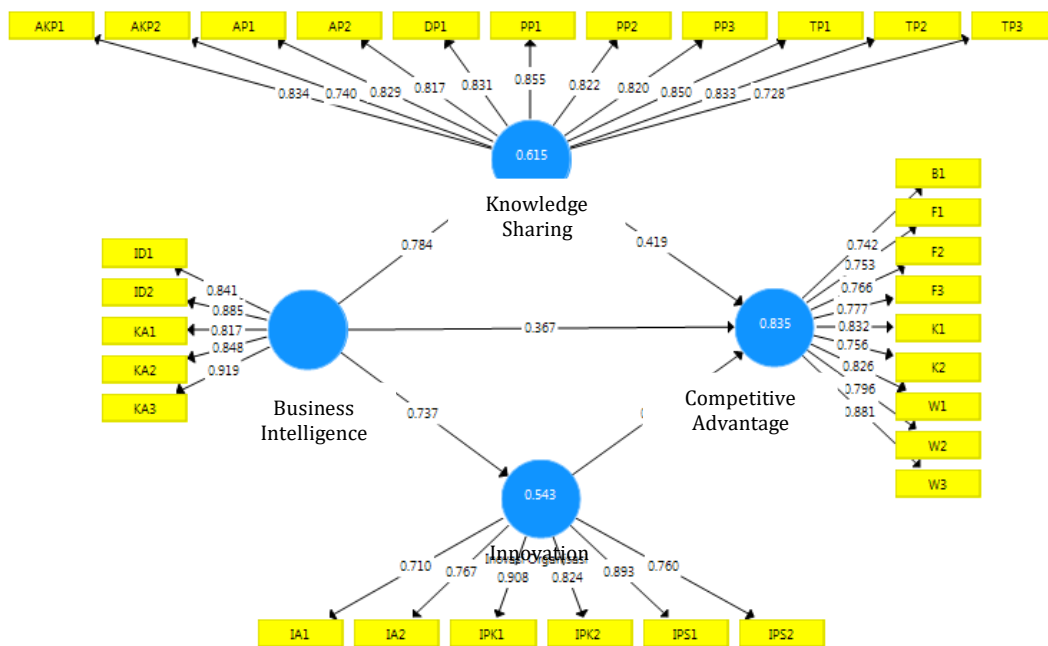 AKP1 AKP2 AP1 AP2 DP1 PP1 PP2 PP3 TP1 TP2 TP3
0.834 0.740 0.829 0.817 0.831 0.855 0.822 0.820 0.850 0.833 0.728
0.615
Knowledge
Sharing
0.784
0.419
ID1
ID2
KA1
KA2
KA3
0.841
0.885
0.817
0.848
0.919
Business
Intelligence
0.367
0.835
Competitive
Advantage
0.742
0.753
0.766
0.777
0.832
0.756
0.826
0.796
0.881
B1
F1
F2
F3
K1
K2
W1
W2
W3
0.737
0.543
Innovation
0.710 0.767 0.908 0.824 0.893 0.760
IA1 IA2 IPK1 IPK2 IPS1 IPS2